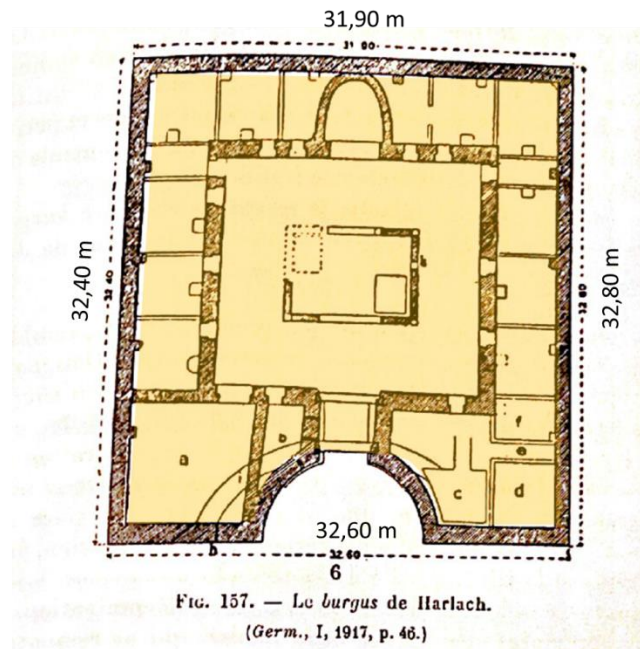 31,90 m
31 90
32,40 m
32 40
32,80 m
32 80
a
b
c
d
e
f
b
32,60 m
32 60
6
FIG. 157. — Le burgus de Harlach.
(Germ., I, 1917, p. 46.)